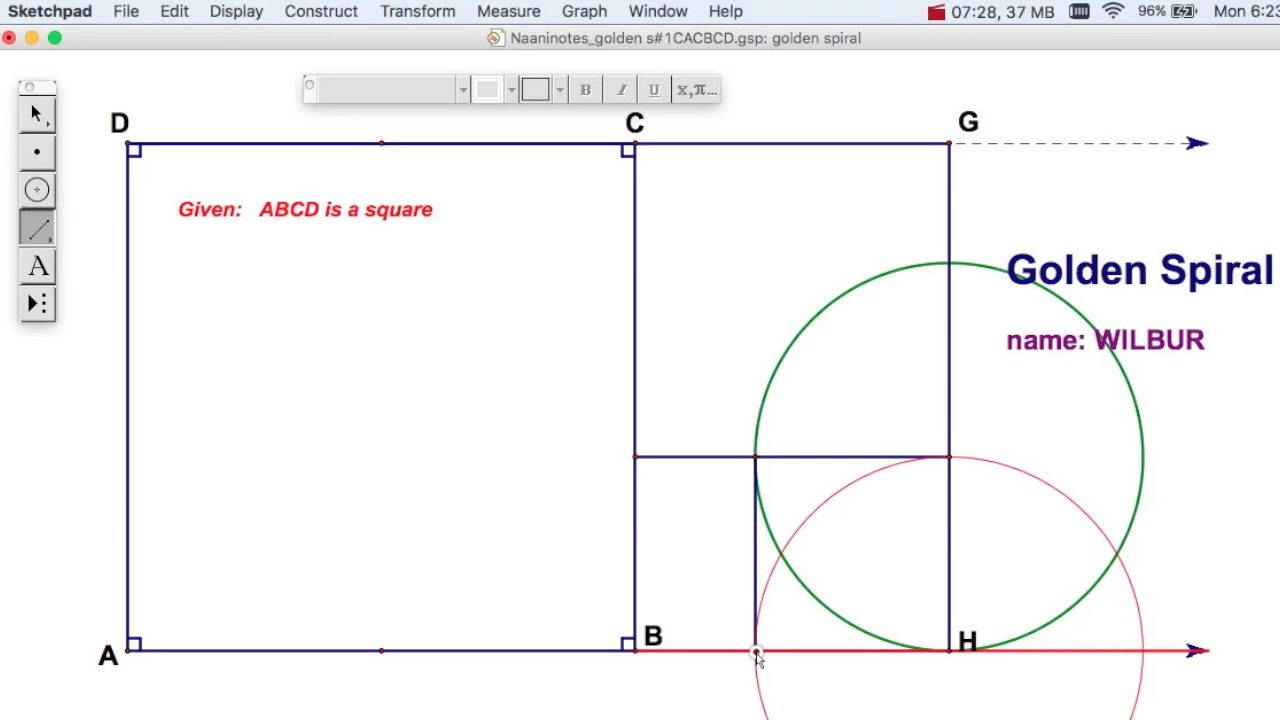 Sketchpad File Edit Display Construct Transform Measure Graph Window Help 07:28, 37 MB 96% Mon 6:23
Naaninotes_golden s#1CACBCD.gsp: golden spiral
B I U x,π...
A
D C G
Given: ABCD is a square
Golden Spiral
name: WILBUR
A B H